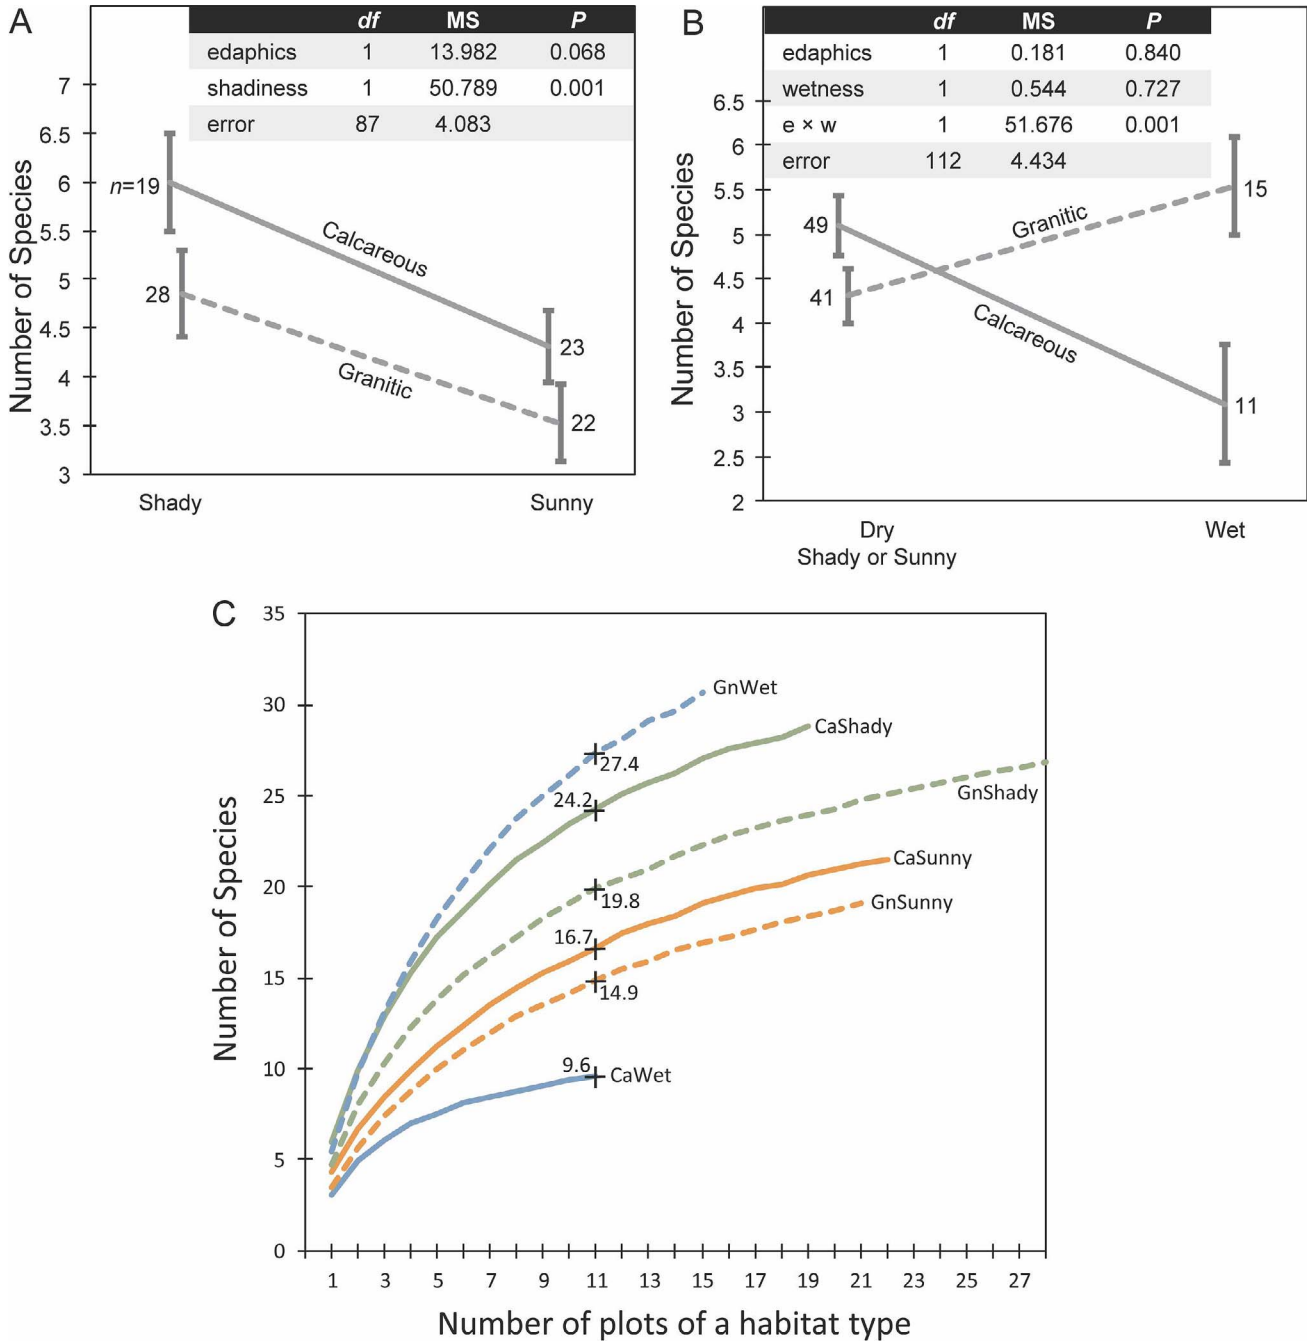 A
df MS P
edaphics 1 13.982 0.068
shadiness 1 50.789 0.001
error 87 4.083
Number of Species
7
6.5
6
5.5
5
4.5
4
3.5
3
n=19
28
Calcareous
Granitic
23
22
Shady Sunny
B
df MS P
edaphics 1 0.181 0.840
wetness 1 0.544 0.727
e × w 1 51.676 0.001
error 112 4.434
Number of Species
6.5
6
5.5
5
4.5
4
3.5
3
2.5
2
49
41
Granitic
Calcareous
15
11
Dry Wet
Shady or Sunny
C
Number of Species
35
30
25
20
15
10
5
0
GnWet
CaShady
GnShady
CaSunny
GnSunny
CaWet
27.4
24.2
19.8
16.7
14.9
9.6
1 3 5 7 9 11 13 15 17 19 21 23 25 27
Number of plots of a habitat type